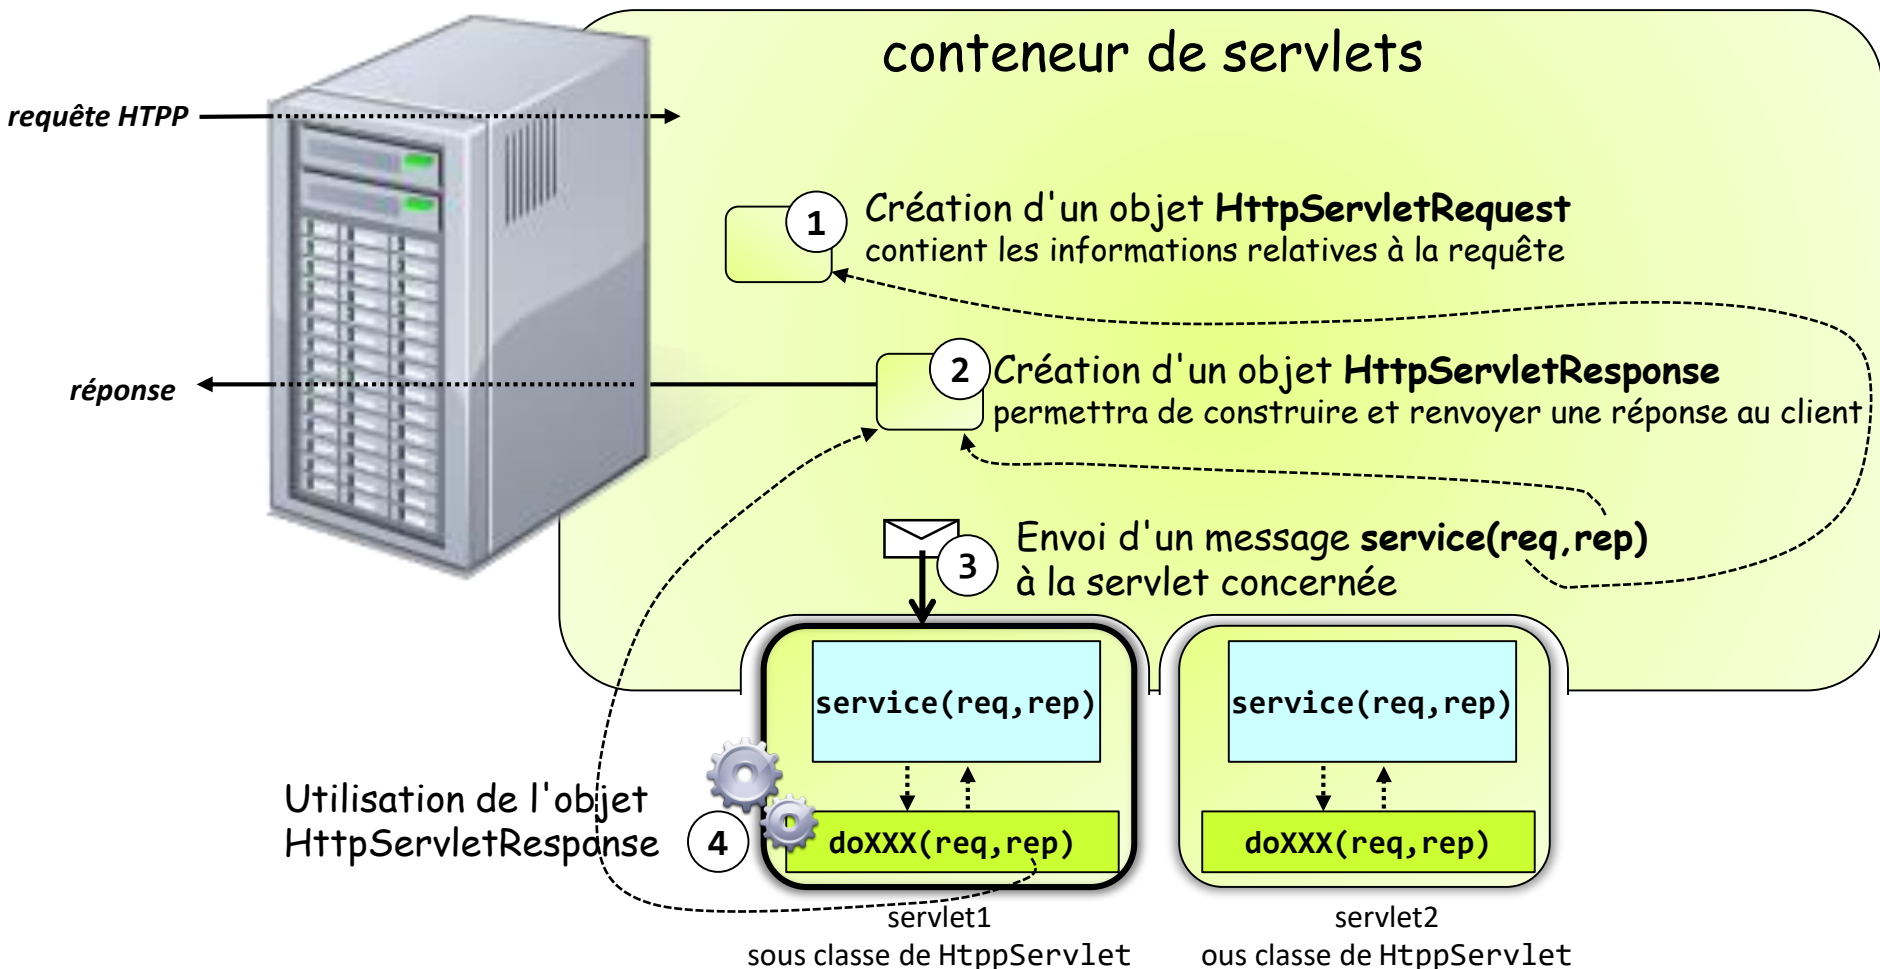 conteneur de servlets
requête HTPP
1
Création d'un objet HttpServletRequest
contient les informations relatives à la requête
2
Création d'un objet HttpServletResponse
permettra de construire et renvoyer une réponse au client
réponse
3
Envoi d'un message service(req,rep)
à la servlet concernée
service(req,rep)
service(req,rep)
Utilisation de l'objet
HttpServletResponse
4
doXXX(req,rep)
doXXX(req,rep)
servlet1
sous classe de HtppServlet
servlet2
ous classe de HtppServlet